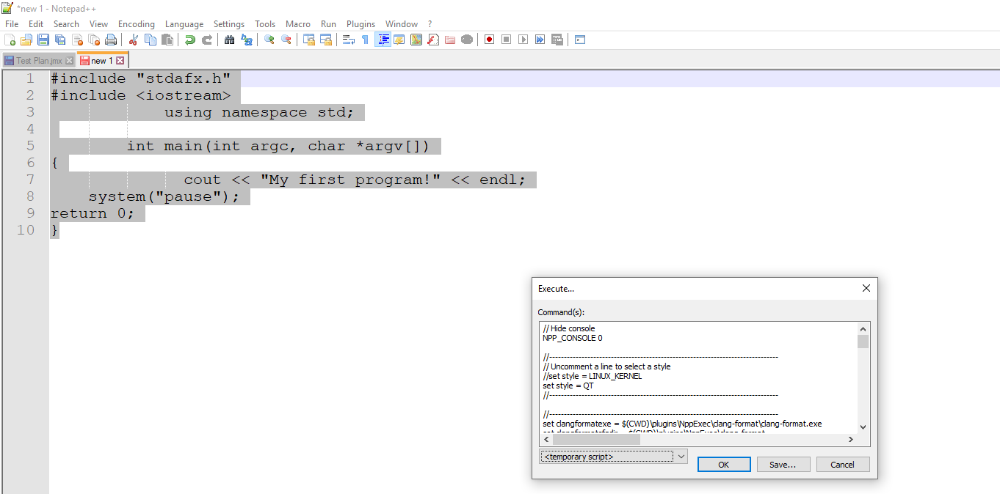 *new 1 - Notepad++
File Edit Search View Encoding Language Settings Tools Macro Run Plugins Window ?
Test Plan.jmx new 1
1 #include "stdafx.h"
2 #include <iostream>
3 using namespace std;
4
5 int main(int argc, char *argv[])
6 {
7 cout << "My first program!" << endl;
8 system("pause");
9 return 0;
10 }
Execute...
Command(s):
// Hide console
NPP_CONSOLE 0
//------------------------------------------------------------------------------
// Uncomment a line to select a style
//set style = LINUX_KERNEL
set style = QT
//------------------------------------------------------------------------------
//------------------------------------------------------------------------------
set clangformatexe = $(CWD)\plugins\NppExec\clang-format\clang-format.exe
<temporary script>
OK Save... Cancel